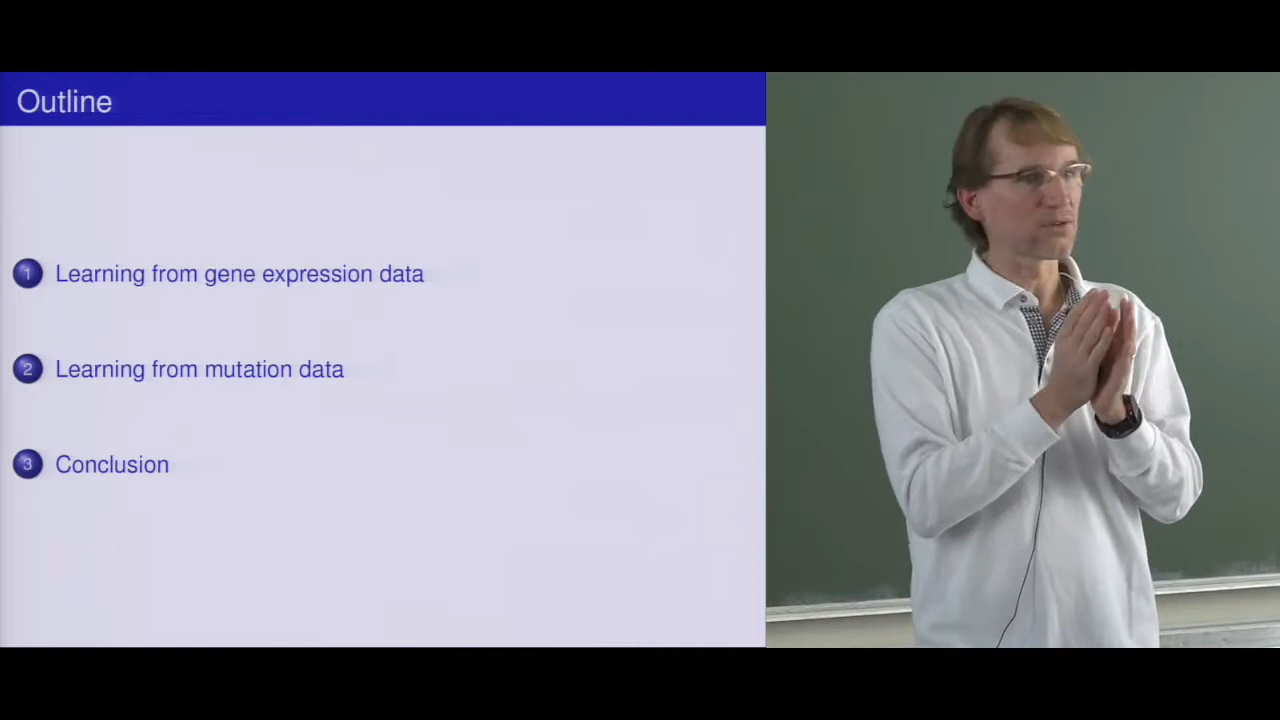 Outline
1 Learning from gene expression data
2 Learning from mutation data
3 Conclusion